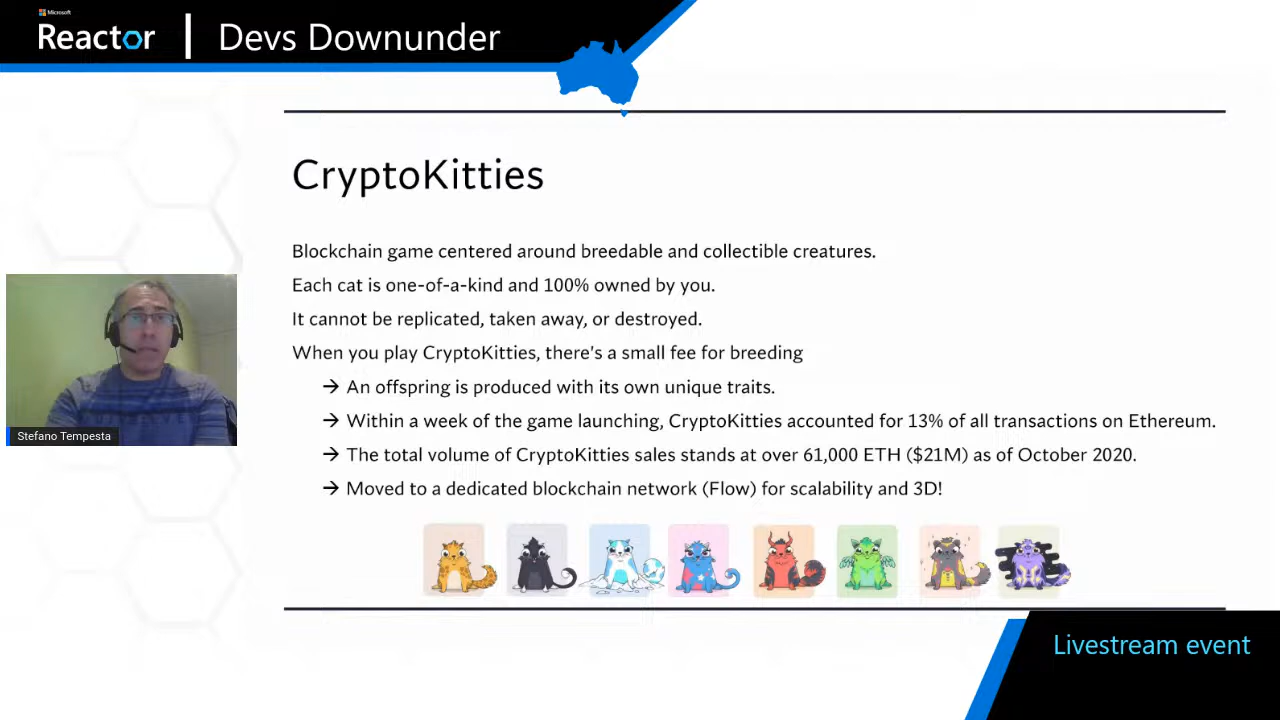 Microsoft
Reactor
Devs Downunder
CryptoKitties
Blockchain game centered around breedable and collectible creatures.
Each cat is one-of-a-kind and 100% owned by you.
It cannot be replicated, taken away, or destroyed.
When you play CryptoKitties, there's a small fee for breeding
→ An offspring is produced with its own unique traits.
→ Within a week of the game launching, CryptoKitties accounted for 13% of all transactions on Ethereum.
→ The total volume of CryptoKitties sales stands at over 61,000 ETH ($21M) as of October 2020.
→ Moved to a dedicated blockchain network (Flow) for scalability and 3D!
Stefano Tempesta
Livestream event